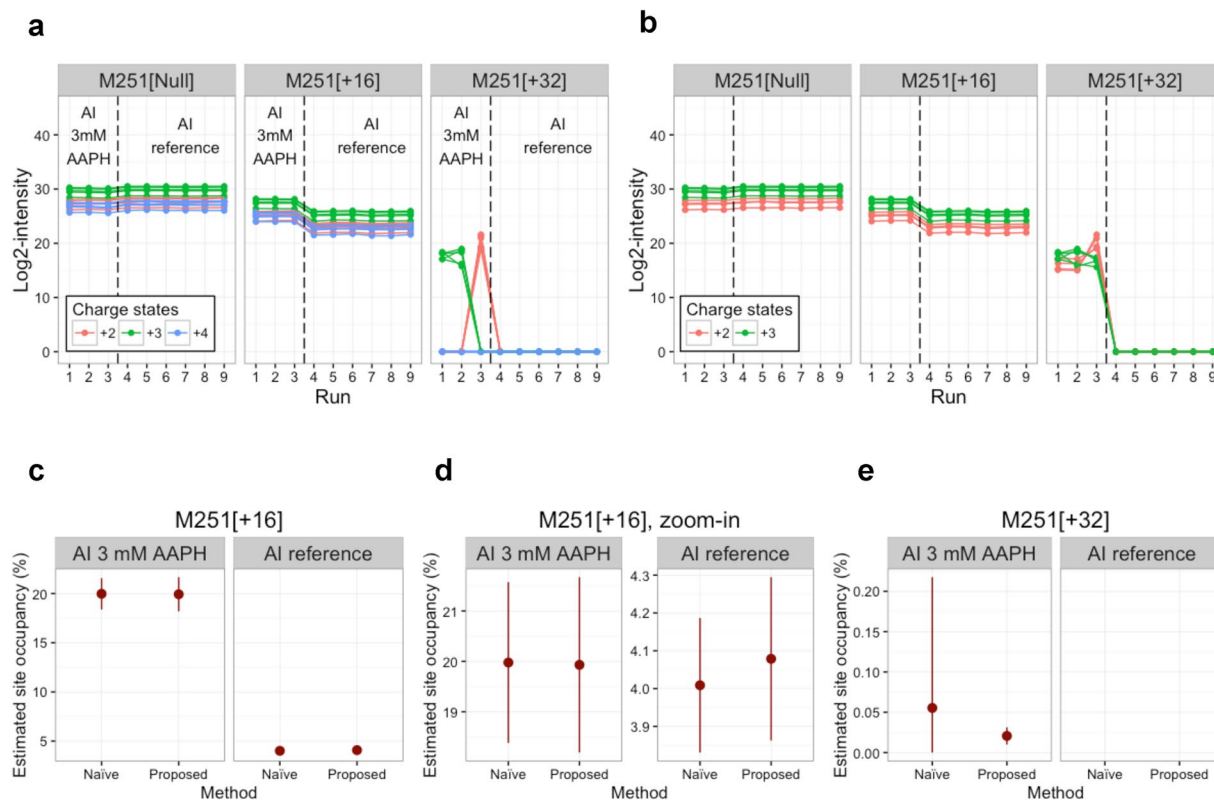 a
M251[Null]
M251[+16]
M251[+32]
AI
3mM
AAPH
AI
reference
AI
3mM
AAPH
AI
reference
AI
3mM
AAPH
AI
reference
Log2-intensity
40
30
20
10
0
Charge states
+2
+3
+4
1 2 3 4 5 6 7 8 9
1 2 3 4 5 6 7 8 9
1 2 3 4 5 6 7 8 9
Run
b
M251[Null]
M251[+16]
M251[+32]
Log2-intensity
40
30
20
10
0
Charge states
+2
+3
1 2 3 4 5 6 7 8 9
1 2 3 4 5 6 7 8 9
1 2 3 4 5 6 7 8 9
Run
c
M251[+16]
AI 3 mM AAPH
AI reference
Estimated site occupancy (%)
20
15
10
5
Naïve
Proposed
Naïve
Proposed
Method
d
M251[+16], zoom-in
AI 3 mM AAPH
AI reference
Estimated site occupancy (%)
21
20
19
4.3
4.2
4.1
4.0
3.9
Naïve
Proposed
Naïve
Proposed
Method
e
M251[+32]
AI 3 mM AAPH
AI reference
Estimated site occupancy (%)
0.20
0.15
0.10
0.05
0.00
Naïve
Proposed
Naïve
Proposed
Method